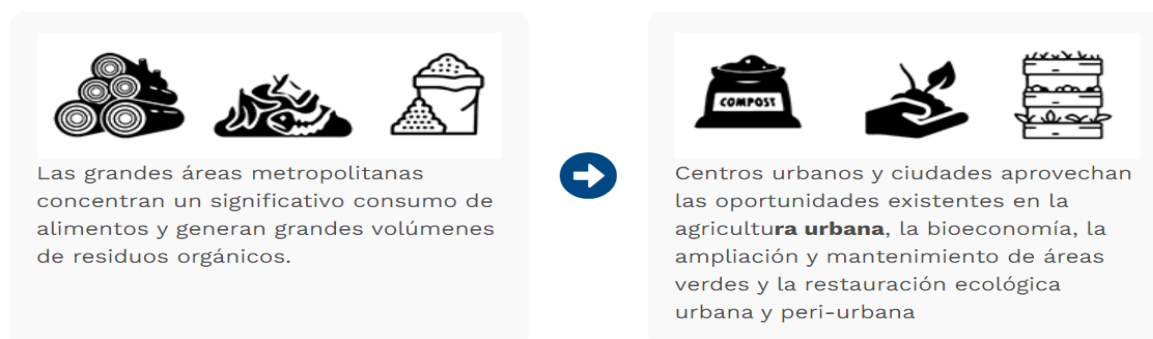 Las grandes áreas metropolitanas
concentran un significativo consumo de
alimentos y generan grandes volúmenes
de residuos orgánicos.
COMPOST
Centros urbanos y ciudades aprovechan
las oportunidades existentes en la
agricultura urbana, la bioeconomía, la
ampliación y mantenimiento de áreas
verdes y la restauración ecológica
urbana y peri-urbana